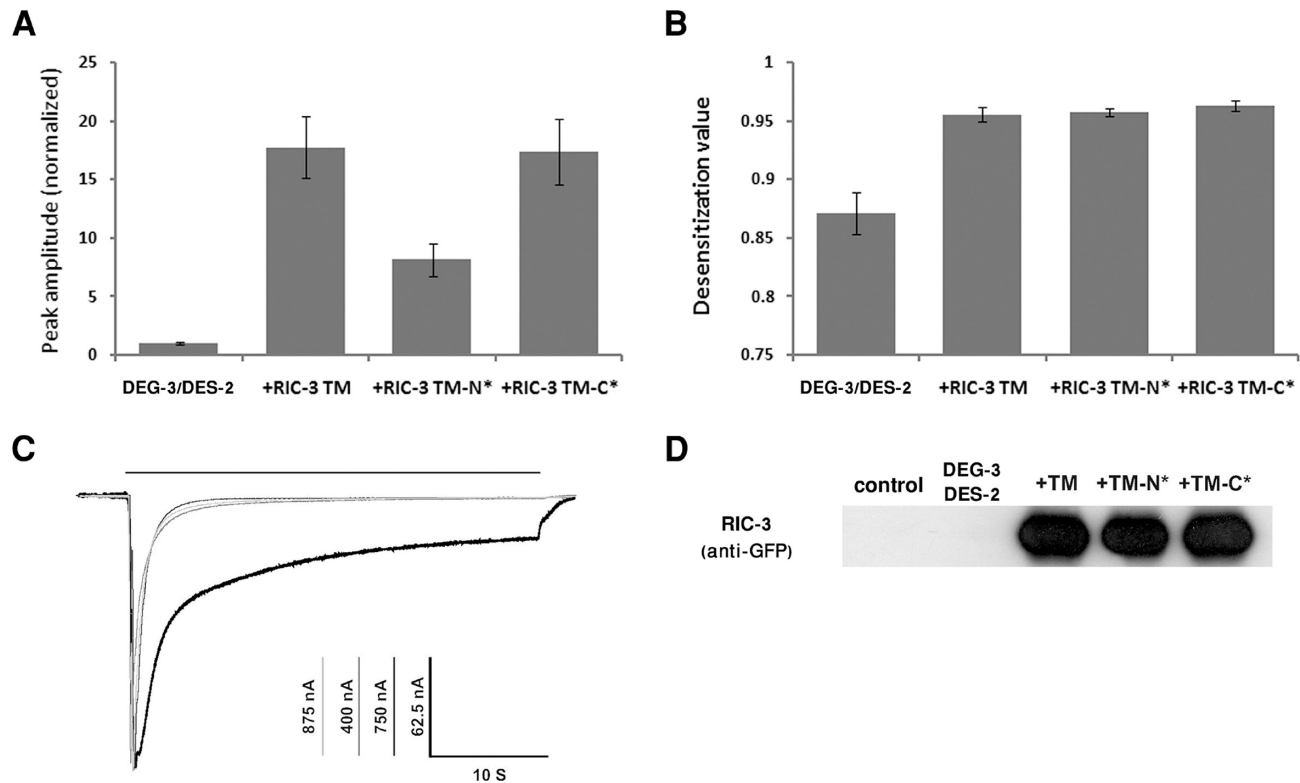 A
Peak amplitude (normalized)
25
20
15
10
5
0
DEG-3/DES-2
+RIC-3 TM
+RIC-3 TM-N*
+RIC-3 TM-C*
B
Desensitization value
1
0.95
0.9
0.85
0.8
0.75
DEG-3/DES-2
+RIC-3 TM
+RIC-3 TM-N*
+RIC-3 TM-C*
C
875 nA
400 nA
750 nA
62.5 nA
10 S
D
control
DEG-3
DES-2
+TM
+TM-N*
+TM-C*
RIC-3
(anti-GFP)